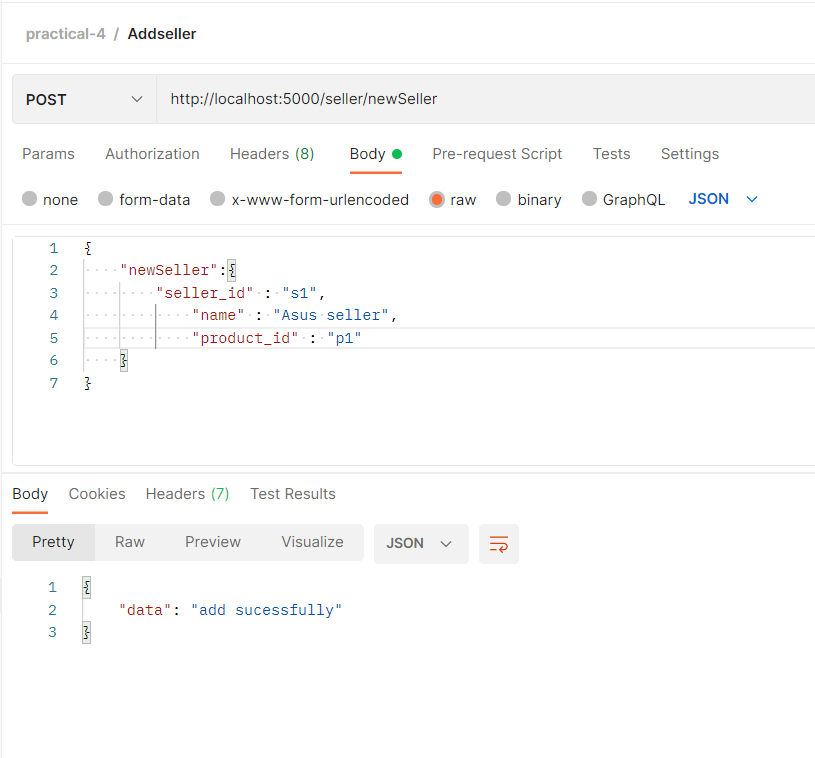 practical-4 / Addseller
POST http://localhost:5000/seller/newSeller
Params Authorization Headers (8) Body Pre-request Script Tests Settings
none form-data x-www-form-urlencoded raw binary GraphQL JSON
1 {
2 "newSeller":{
3 "seller_id" : "s1",
4 "name" : "Asus seller",
5 "product_id" : "p1"
6 }
7 }
Body Cookies Headers (7) Test Results
Pretty Raw Preview Visualize JSON
1 {
2 "data": "add sucessfully"
3 }